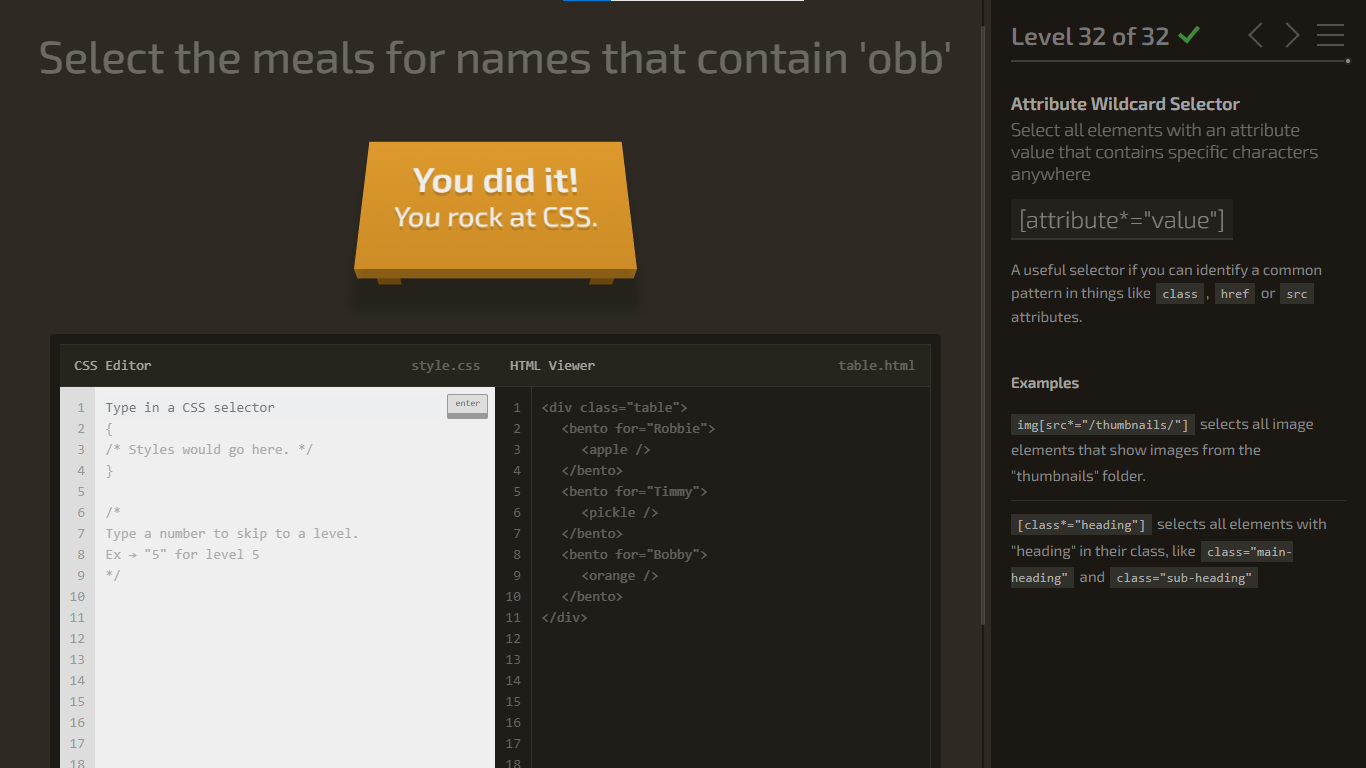 Select the meals for names that contain 'obb'
You did it!
You rock at CSS.
CSS Editor style.css
1 Type in a CSS selector enter
2 {
3 /* Styles would go here. */
4 }
5
6 /*
7 Type a number to skip to a level.
8 Ex → "5" for level 5
9 */
10
11
12
13
14
15
16
17
18
HTML Viewer table.html
1 <div class="table">
2 <bento for="Robbie">
3 <apple />
4 </bento>
5 <bento for="Timmy">
6 <pickle />
7 </bento>
8 <bento for="Bobby">
9 <orange />
10 </bento>
11 </div>
12
13
14
15
16
17
18
Level 32 of 32
Attribute Wildcard Selector
Select all elements with an attribute
value that contains specific characters
anywhere
[attribute*="value"]
A useful selector if you can identify a common
pattern in things like class , href or src
attributes.
Examples
img[src*="/thumbnails/"] selects all image
elements that show images from the
"thumbnails" folder.
[class*="heading"] selects all elements with
"heading" in their class, like class="main-
heading" and class="sub-heading"